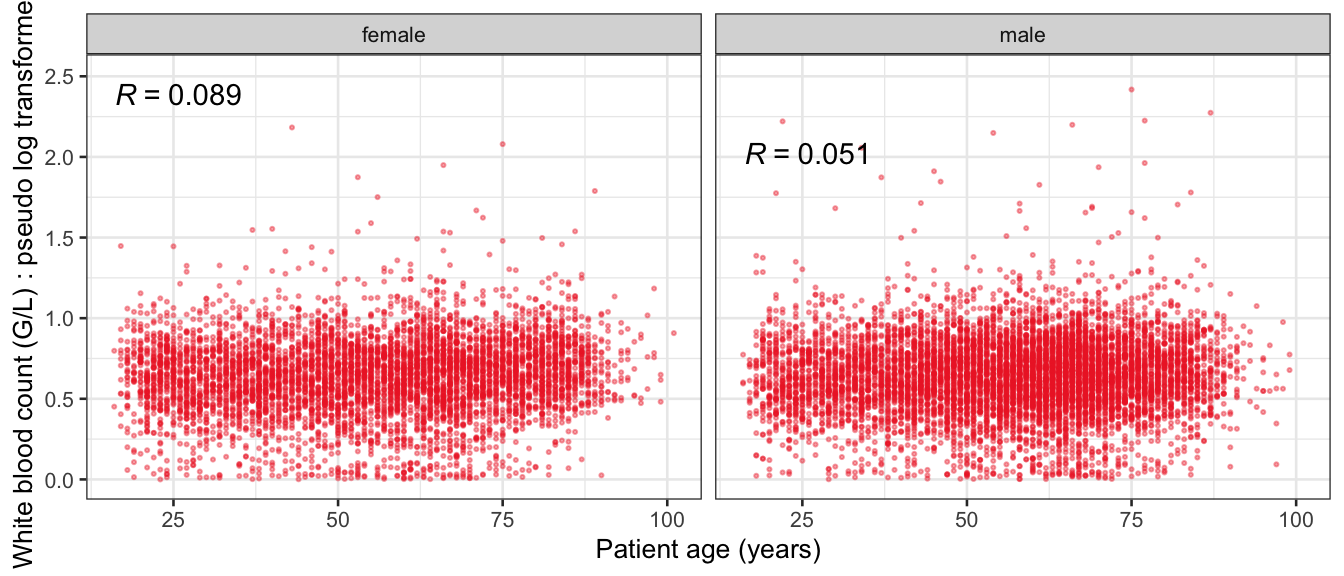 White blood count (G/L) : pseudo log transforme
female
male
R = 0.089
R = 0.051
2.5
2.0
1.5
1.0
0.5
0.0
25 50 75 100
25 50 75 100
Patient age (years)